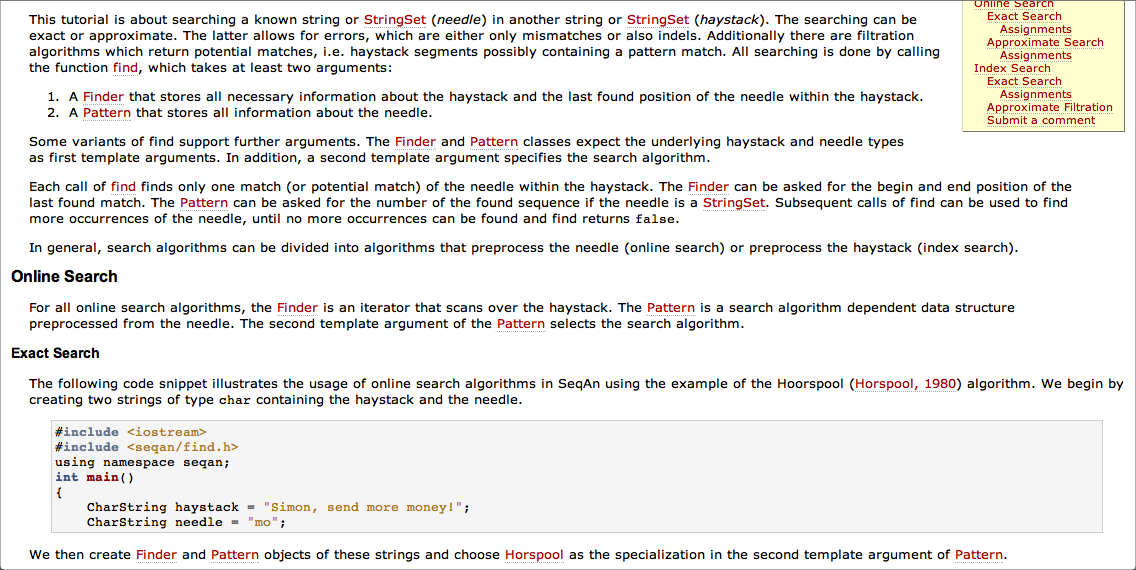 This tutorial is about searching a known string or StringSet (needle) in another string or StringSet (haystack). The searching can be
exact or approximate. The latter allows for errors, which are either only mismatches or also indels. Additionally there are filtration
algorithms which return potential matches, i.e. haystack segments possibly containing a pattern match. All searching is done by calling
the function find, which takes at least two arguments:
1. A Finder that stores all necessary information about the haystack and the last found position of the needle within the haystack.
2. A Pattern that stores all information about the needle.
Online Search
Exact Search
Assignments
Approximate Search
Assignments
Index Search
Exact Search
Assignments
Approximate Filtration
Submit a comment
Some variants of find support further arguments. The Finder and Pattern classes expect the underlying haystack and needle types
as first template arguments. In addition, a second template argument specifies the search algorithm.
Each call of find finds only one match (or potential match) of the needle within the haystack. The Finder can be asked for the begin and end position of the
last found match. The Pattern can be asked for the number of the found sequence if the needle is a StringSet. Subsequent calls of find can be used to find
more occurrences of the needle, until no more occurrences can be found and find returns false.
In general, search algorithms can be divided into algorithms that preprocess the needle (online search) or preprocess the haystack (index search).
Online Search
For all online search algorithms, the Finder is an iterator that scans over the haystack. The Pattern is a search algorithm dependent data structure
preprocessed from the needle. The second template argument of the Pattern selects the search algorithm.
Exact Search
The following code snippet illustrates the usage of online search algorithms in SeqAn using the example of the Hoorspool (Horspool, 1980) algorithm. We begin by
creating two strings of type char containing the haystack and the needle.
#include <iostream>
#include <seqan/find.h>
using namespace seqan;
int main()
{
CharString haystack = "Simon, send more money!";
CharString needle = "mo";
We then create Finder and Pattern objects of these strings and choose Horspool as the specialization in the second template argument of Pattern.